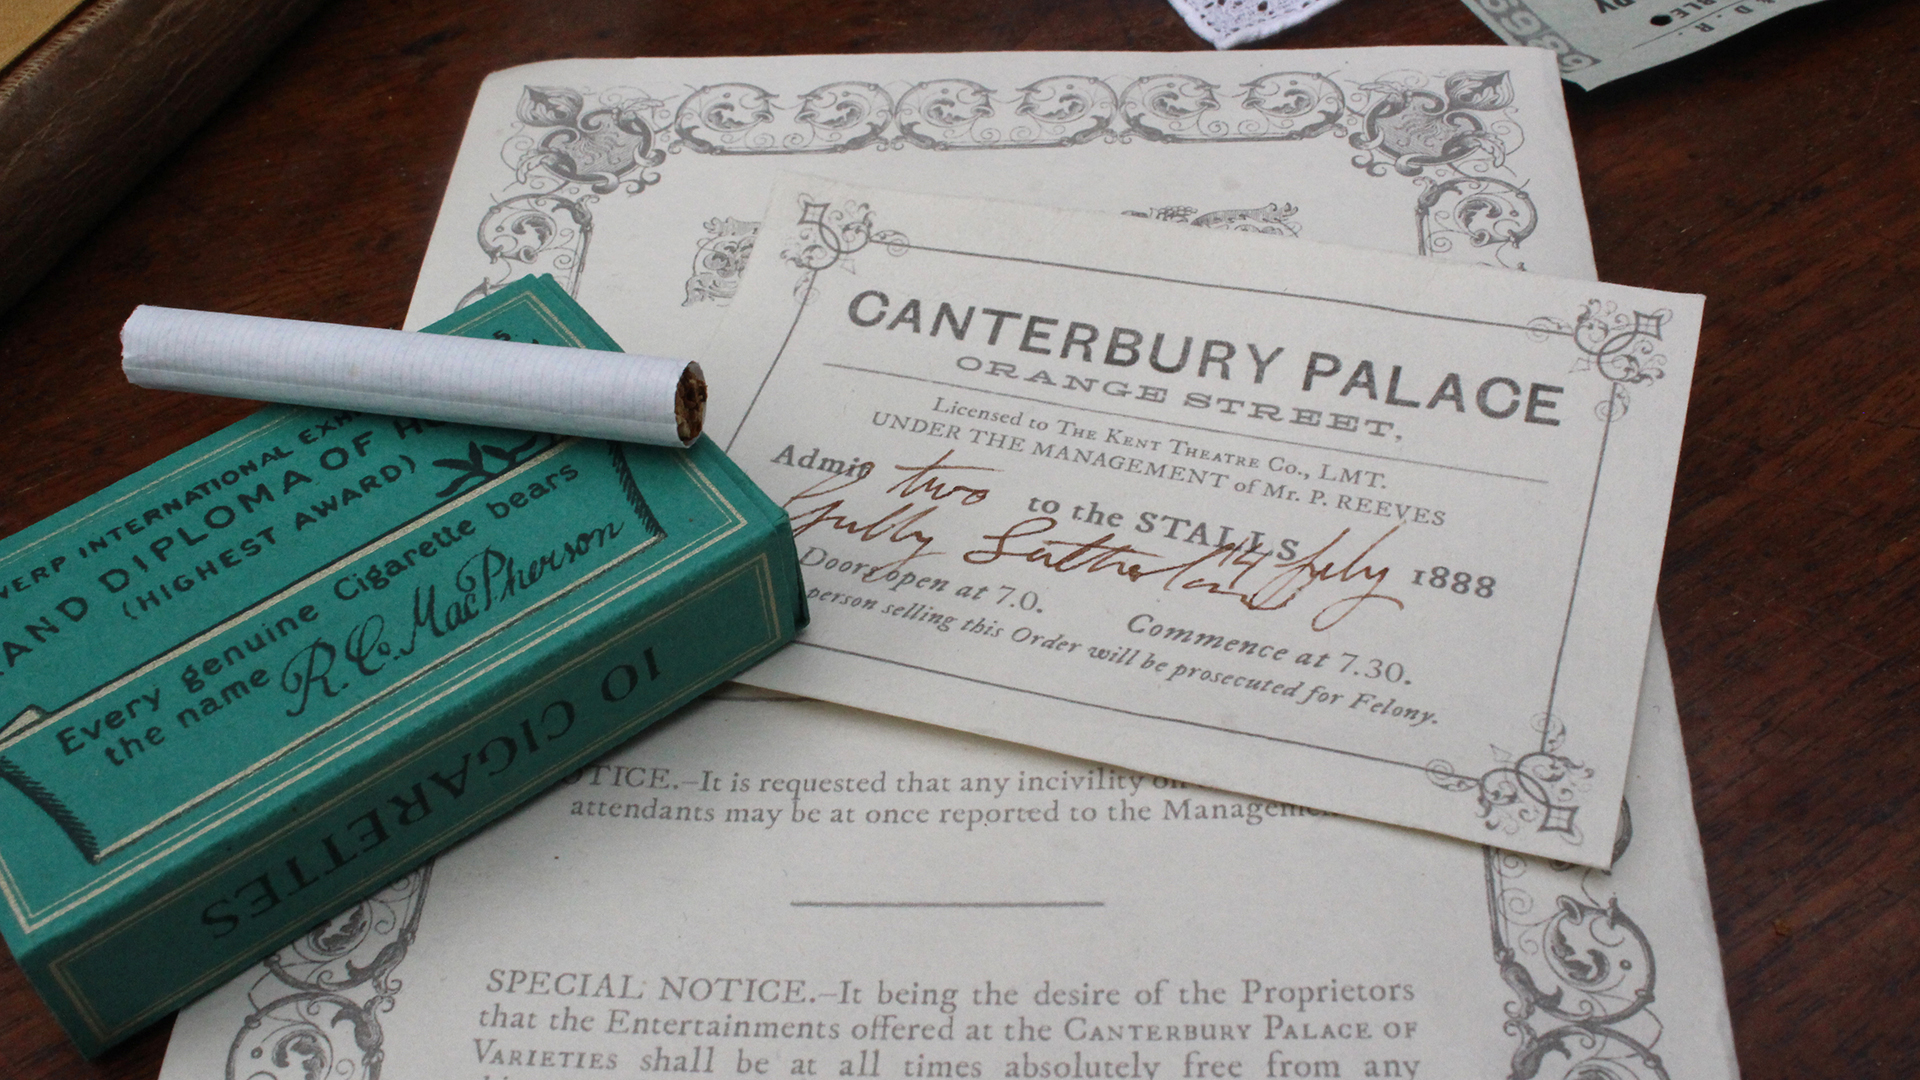 CANTERBURY PALACE
ORANGE STREET,
Licensed to THE KENT THEATRE Co., LMT.
UNDER THE MANAGEMENT of Mr. P. REEVES
Admit two to the STALLS
14 July 1888
Doors open at 7.0. Commence at 7.30.
person selling this Order will be prosecuted for Felony.
INTERNATIONAL
DIPLOMA OF
(HIGHEST AWARD)
Every genuine Cigarette bears
the name R. Co. MacPherson
10 CIGARETTES
NOTICE.–It is requested that any incivility on
attendants may be at once reported to the Management
SPECIAL NOTICE.–It being the desire of the Proprietors
that the Entertainments offered at the CANTERBURY PALACE OF
VARIETIES shall be at all times absolutely free from any
D. R.